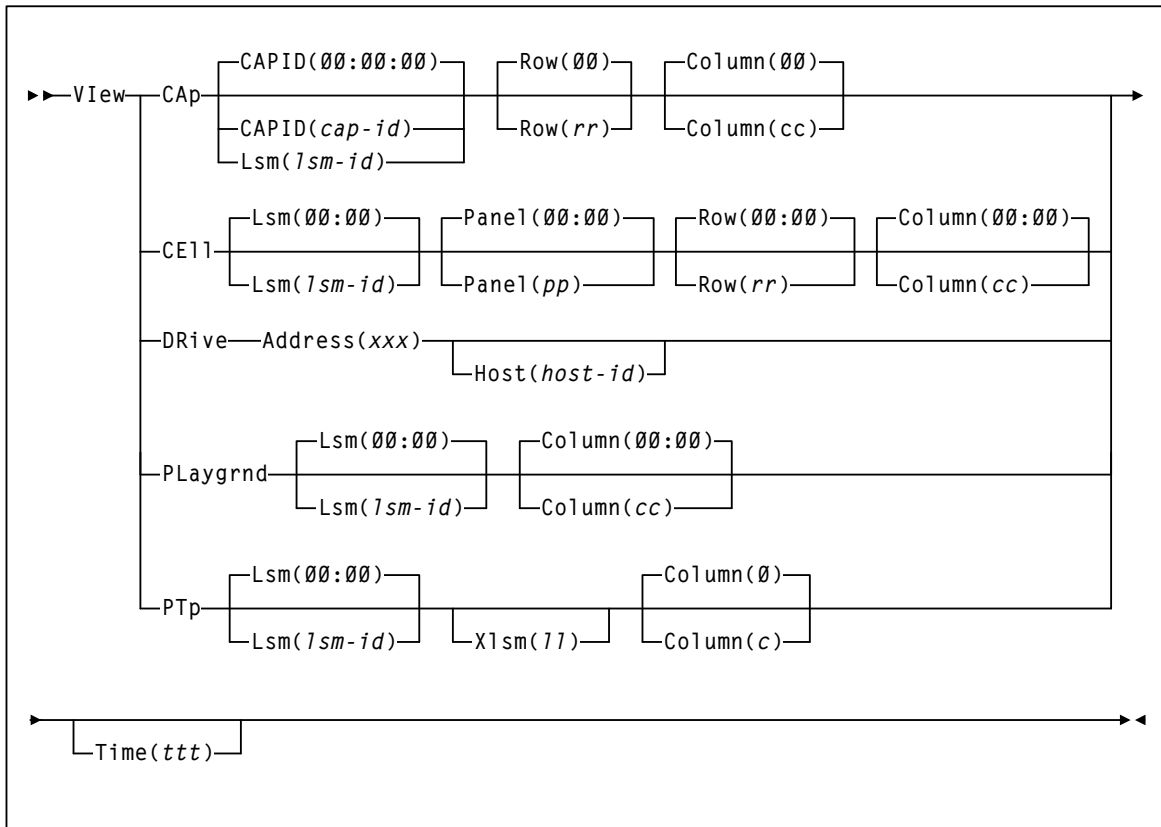 CAPID(00:00:00) Row(00) Column(00)
VIew CAp
CAPID(cap-id) Row(rr) Column(cc)
Lsm(lsm-id)
Lsm(00:00) Panel(00:00) Row(00:00) Column(00:00)
CEll
Lsm(lsm-id) Panel(pp) Row(rr) Column(cc)
DRive Address(xxx)
Host(host-id)
Lsm(00:00) Column(00:00)
PLaygrnd
Lsm(lsm-id) Column(cc)
Lsm(00:00) Column(0)
PTp
Lsm(lsm-id) Xlsm(ll) Column(c)
Time(ttt)